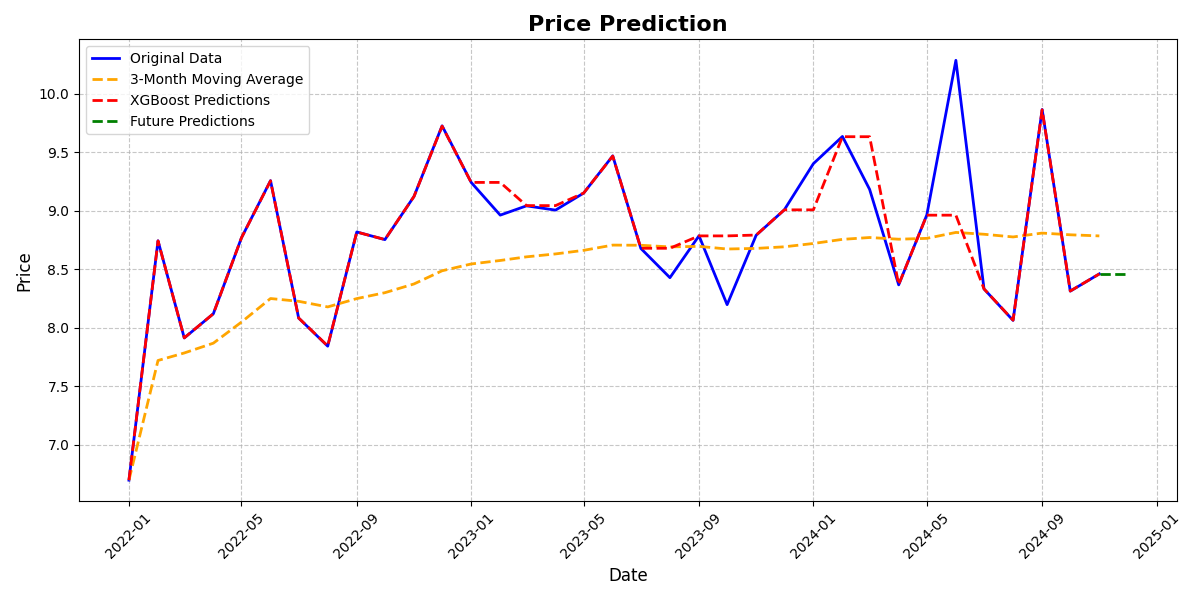 Price Prediction
Original Data
3-Month Moving Average
XGBoost Predictions
Future Predictions
Price
10.0
9.5
9.0
8.5
8.0
7.5
7.0
2022-01
2022-05
2022-09
2023-01
2023-05
2023-09
2024-01
2024-05
2024-09
2025-01
Date